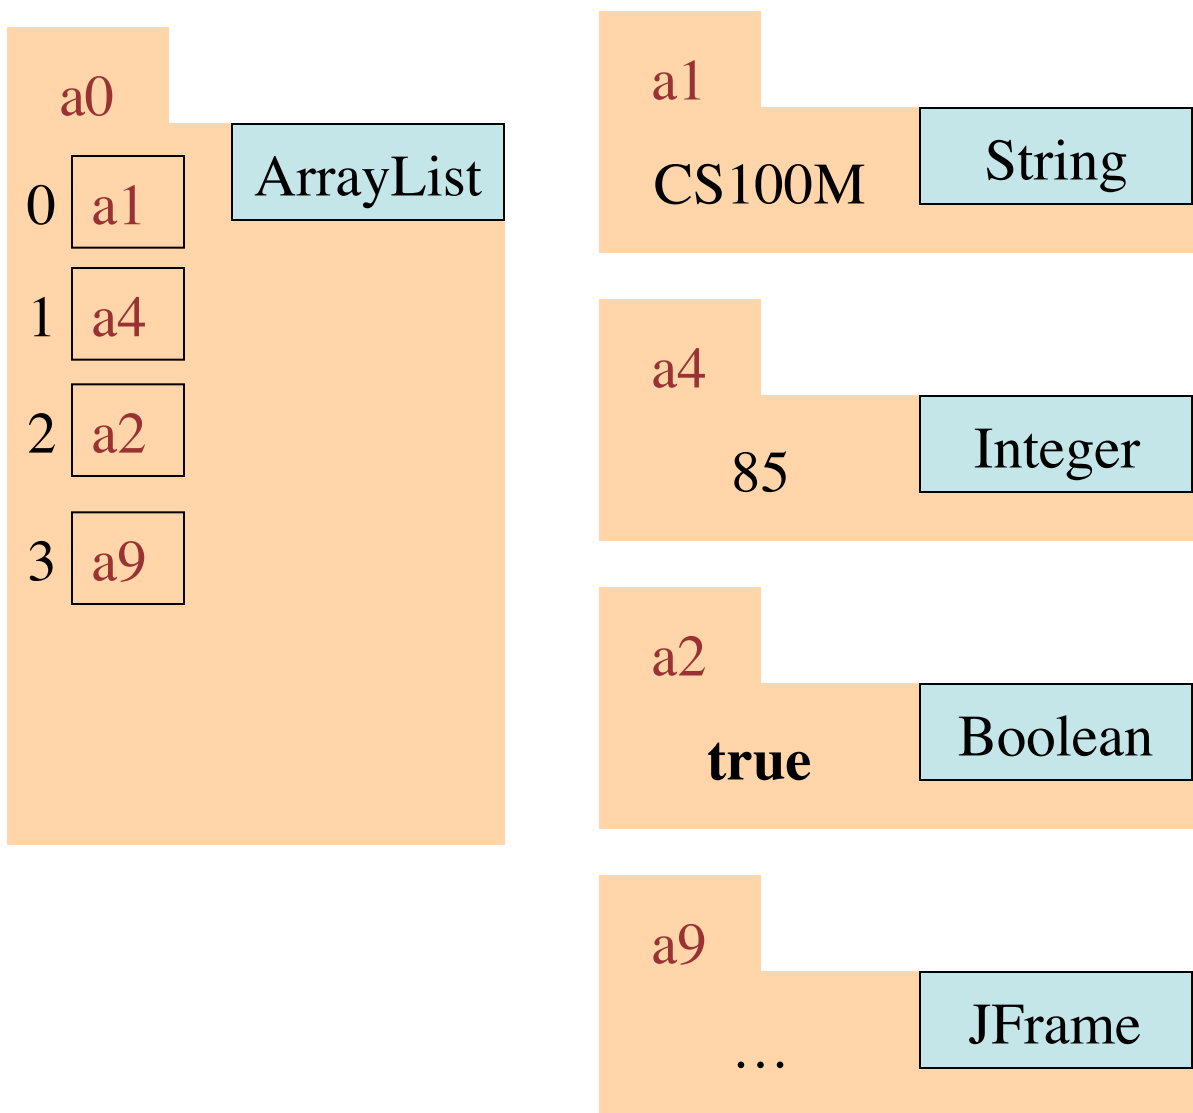 a0
ArrayList
0 a1
1 a4
2 a2
3 a9
a1
String
CS100M
a4
Integer
85
a2
Boolean
true
a9
JFrame
…